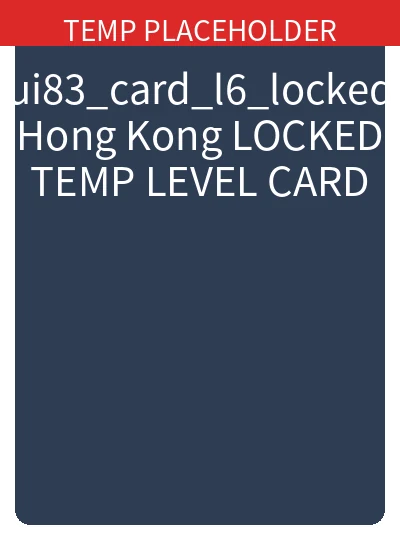 TEMP PLACEHOLDER
ui83_card_l6_locked
Hong Kong LOCKED
TEMP LEVEL CARD